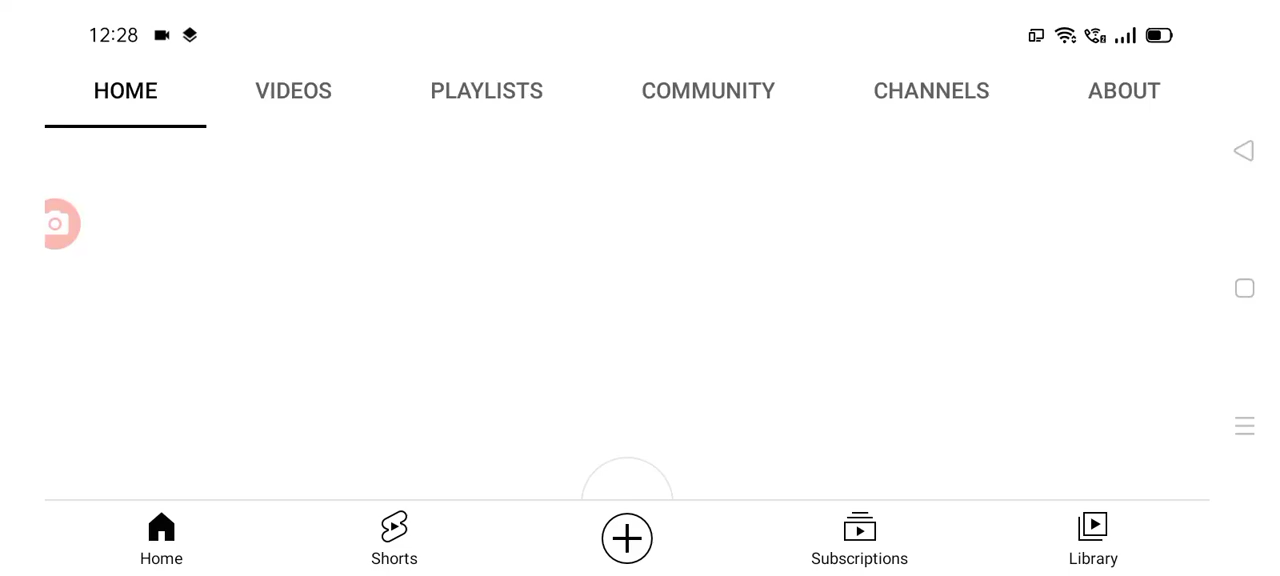 12:28
HOME VIDEOS PLAYLISTS COMMUNITY CHANNELS ABOUT
Home Shorts Subscriptions Library